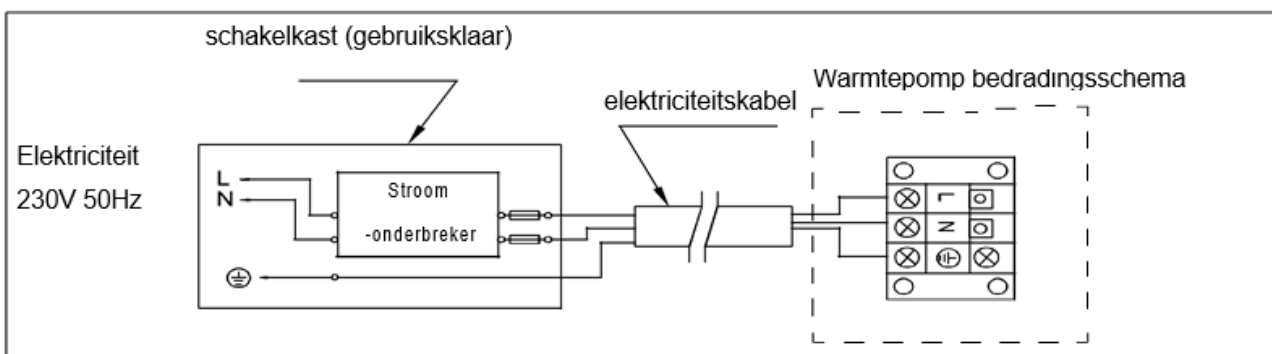 schakelkast (gebruiksklaar)
Warmtepomp bedradingsschema
elektriciteitskabel
Elektriciteit
230V 50Hz
L
N
Stroom
-onderbreker
L
N